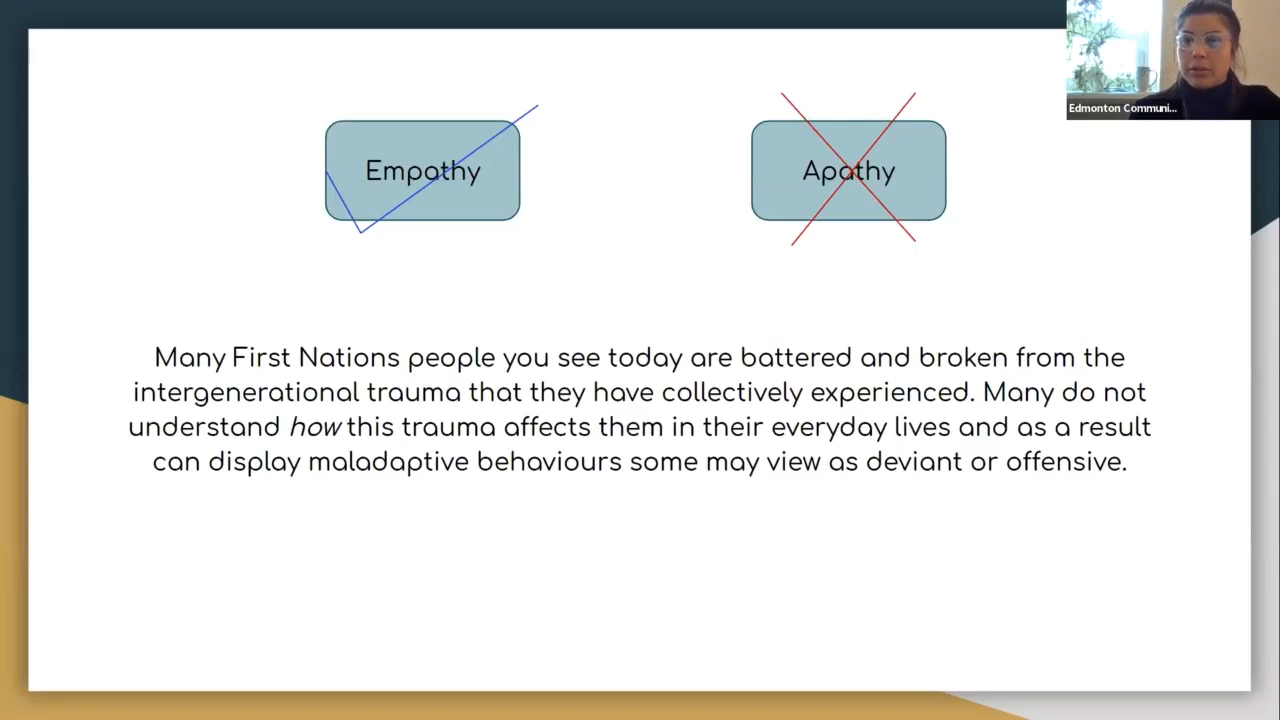 Edmonton Communi...
Empathy
Apathy
Many First Nations people you see today are battered and broken from the
intergenerational trauma that they have collectively experienced. Many do not
understand how this trauma affects them in their everyday lives and as a result
can display maladaptive behaviours some may view as deviant or offensive.